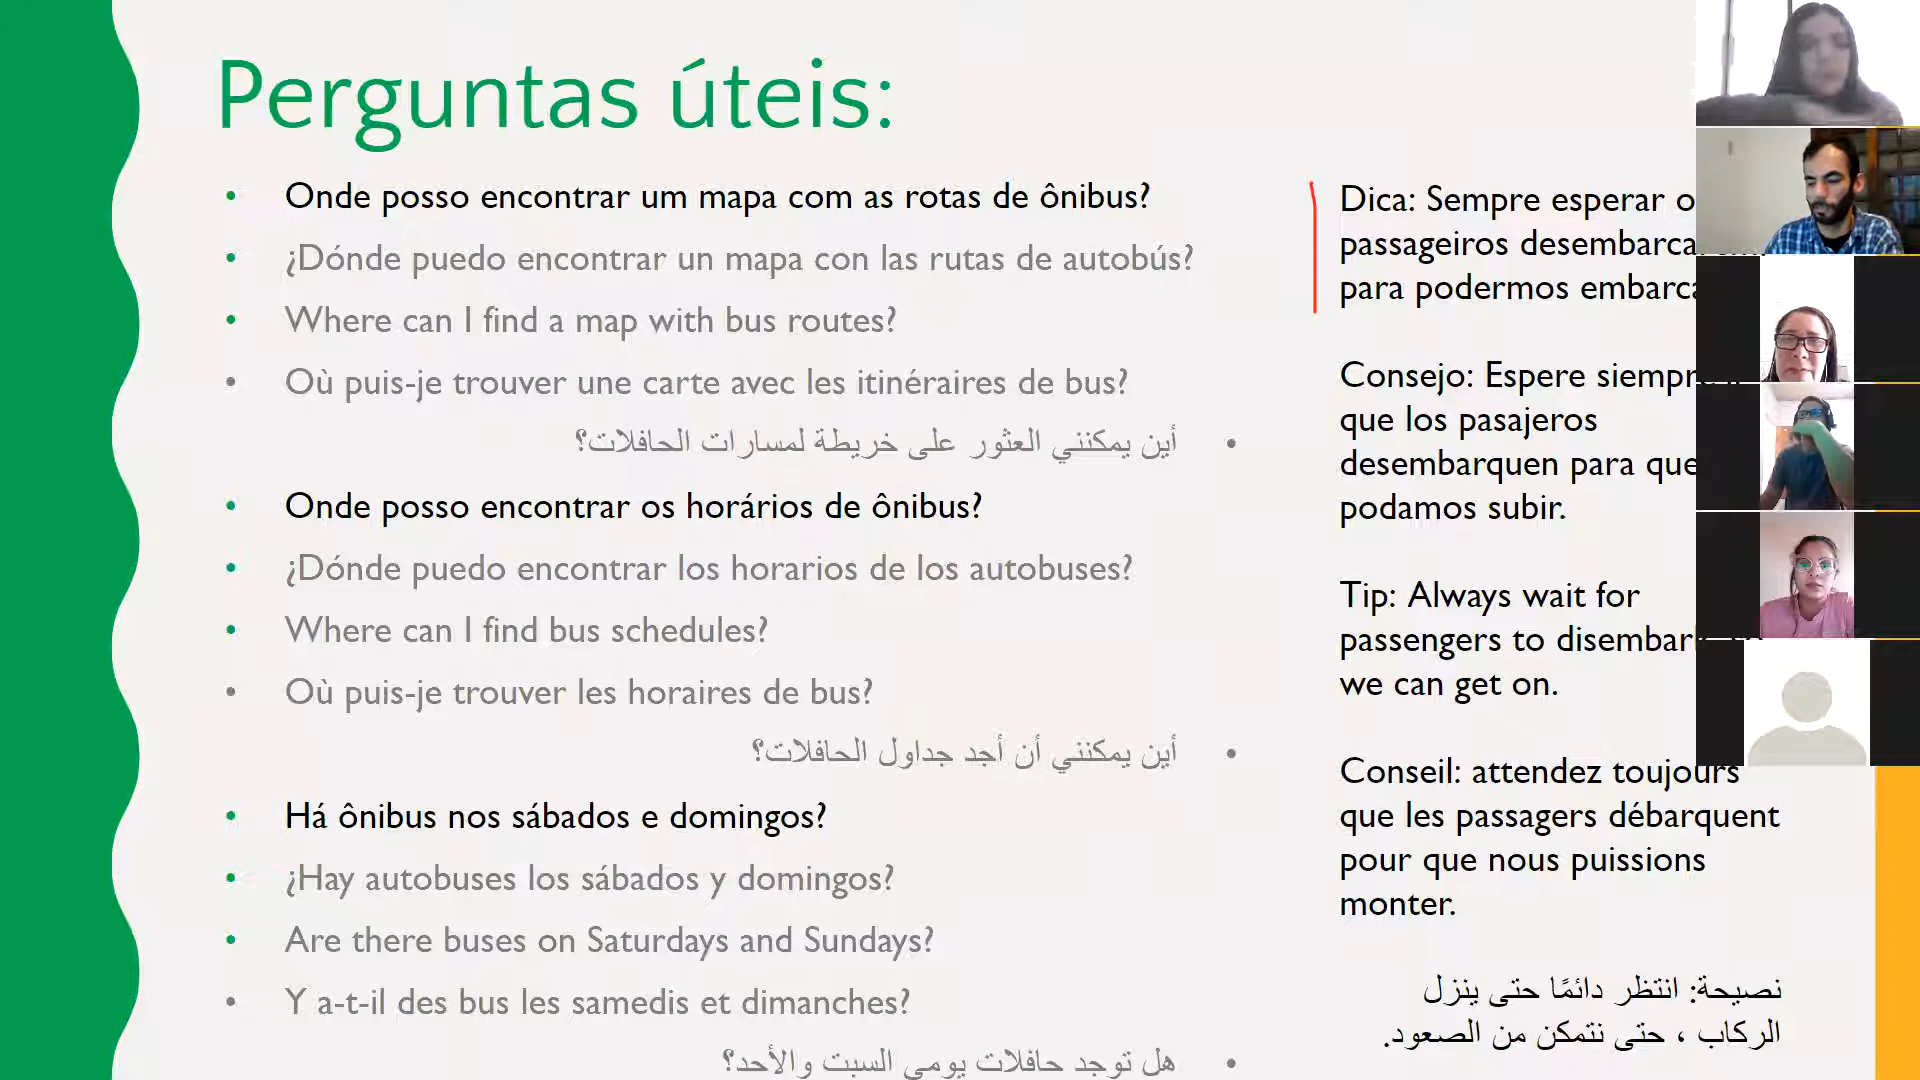 Perguntas úteis:
Onde posso encontrar um mapa com as rotas de ônibus?
¿Dónde puedo encontrar un mapa con las rutas de autobús?
Where can I find a map with bus routes?
Où puis-je trouver une carte avec les itinéraires de bus?
أين يمكنني العثور على خريطة لمسارات الحافلات؟
Onde posso encontrar os horários de ônibus?
¿Dónde puedo encontrar los horarios de los autobuses?
Where can I find bus schedules?
Où puis-je trouver les horaires de bus?
أين يمكنني أن أجد جداول الحافلات؟
Há ônibus nos sábados e domingos?
¿Hay autobuses los sábados y domingos?
Are there buses on Saturdays and Sundays?
Y a-t-il des bus les samedis et dimanches?
هل توجد حافلات يومي السبت والأحد؟
Dica: Sempre esperar
passageiros
para podermos
Consejo: Espere
que los pasajeros
desembarquen para que
podamos subir.
Tip: Always wait for
passengers to
we can get on.
Conseil: attendez toujours
que les passagers débarquent
pour que nous puissions
monter.
نصيحة: انتظر دائمًا حتى ينزل
الركاب ، حتى نتمكن من الصعود.